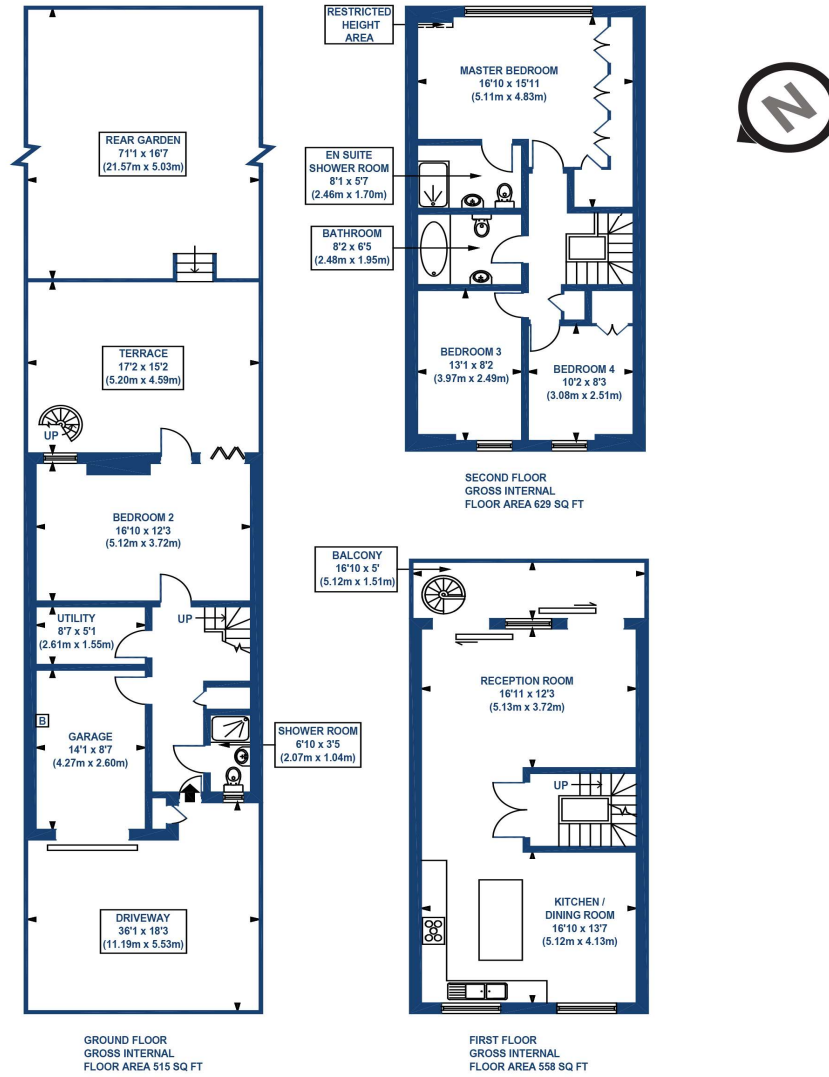 REAR GARDEN
71'1 x 16'7
(21.57m x 5.03m)
TERRACE
17'2 x 15'2
(5.20m x 4.59m)
UP
BEDROOM 2
16'10 x 12'3
(5.12m x 3.72m)
UTILITY
8'7 x 5'1
(2.61m x 1.55m)
UP
B
GARAGE
14'1 x 8'7
(4.27m x 2.60m)
SHOWER ROOM
6'10 x 3'5
(2.07m x 1.04m)
DRIVEWAY
36'1 x 18'3
(11.19m x 5.53m)
GROUND FLOOR
GROSS INTERNAL
FLOOR AREA 515 SQ FT
RESTRICTED
HEIGHT
AREA
MASTER BEDROOM
16'10 x 15'11
(5.11m x 4.83m)
EN SUITE
SHOWER ROOM
8'1 x 5'7
(2.46m x 1.70m)
BATHROOM
8'2 x 6'5
(2.48m x 1.95m)
BEDROOM 3
13'1 x 8'2
(3.97m x 2.49m)
BEDROOM 4
10'2 x 8'3
(3.08m x 2.51m)
SECOND FLOOR
GROSS INTERNAL
FLOOR AREA 629 SQ FT
BALCONY
16'10 x 5'
(5.12m x 1.51m)
RECEPTION ROOM
16'11 x 12'3
(5.13m x 3.72m)
UP
KITCHEN /
DINING ROOM
16'10 x 13'7
(5.12m x 4.13m)
FIRST FLOOR
GROSS INTERNAL
FLOOR AREA 558 SQ FT
N